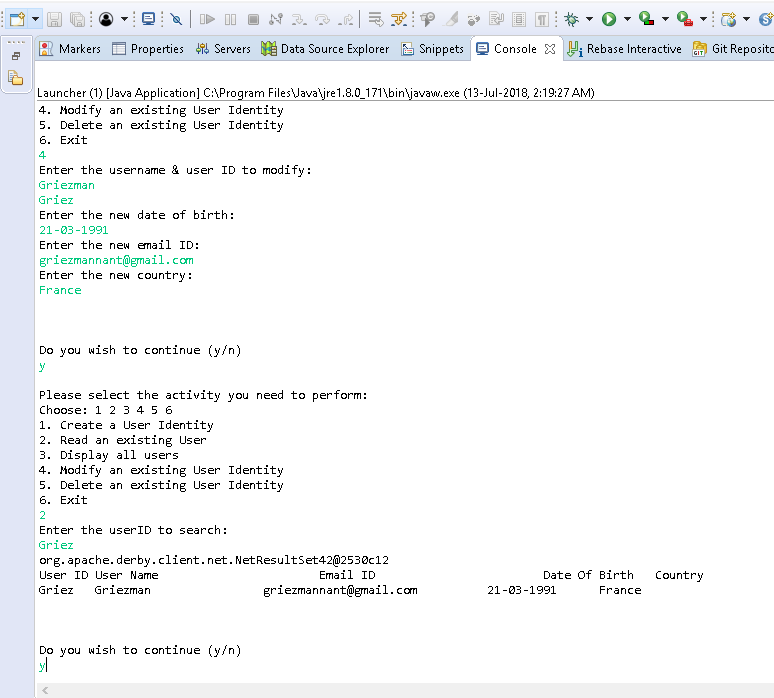 Markers Properties Servers Data Source Explorer Snippets Console Rebase Interactive Git Reposito
Launcher (1) [Java Application] C:\Program Files\Java\jre1.8.0_171\bin\javaw.exe (13-Jul-2018, 2:19:27 AM)
4. Modify an existing User Identity
5. Delete an existing User Identity
6. Exit
4
Enter the username & user ID to modify:
Griezman
Griez
Enter the new date of birth:
21-03-1991
Enter the new email ID:
griezmannant@gmail.com
Enter the new country:
France
Do you wish to continue (y/n)
y
Please select the activity you need to perform:
Choose: 1 2 3 4 5 6
1. Create a User Identity
2. Read an existing User
3. Display all users
4. Modify an existing User Identity
5. Delete an existing User Identity
6. Exit
2
Enter the userID to search:
Griez
org.apache.derby.client.net.NetResultSet42@2530c12
User ID User Name Email ID Date Of Birth Country
Griez Griezman griezmannant@gmail.com 21-03-1991 France
Do you wish to continue (y/n)
y